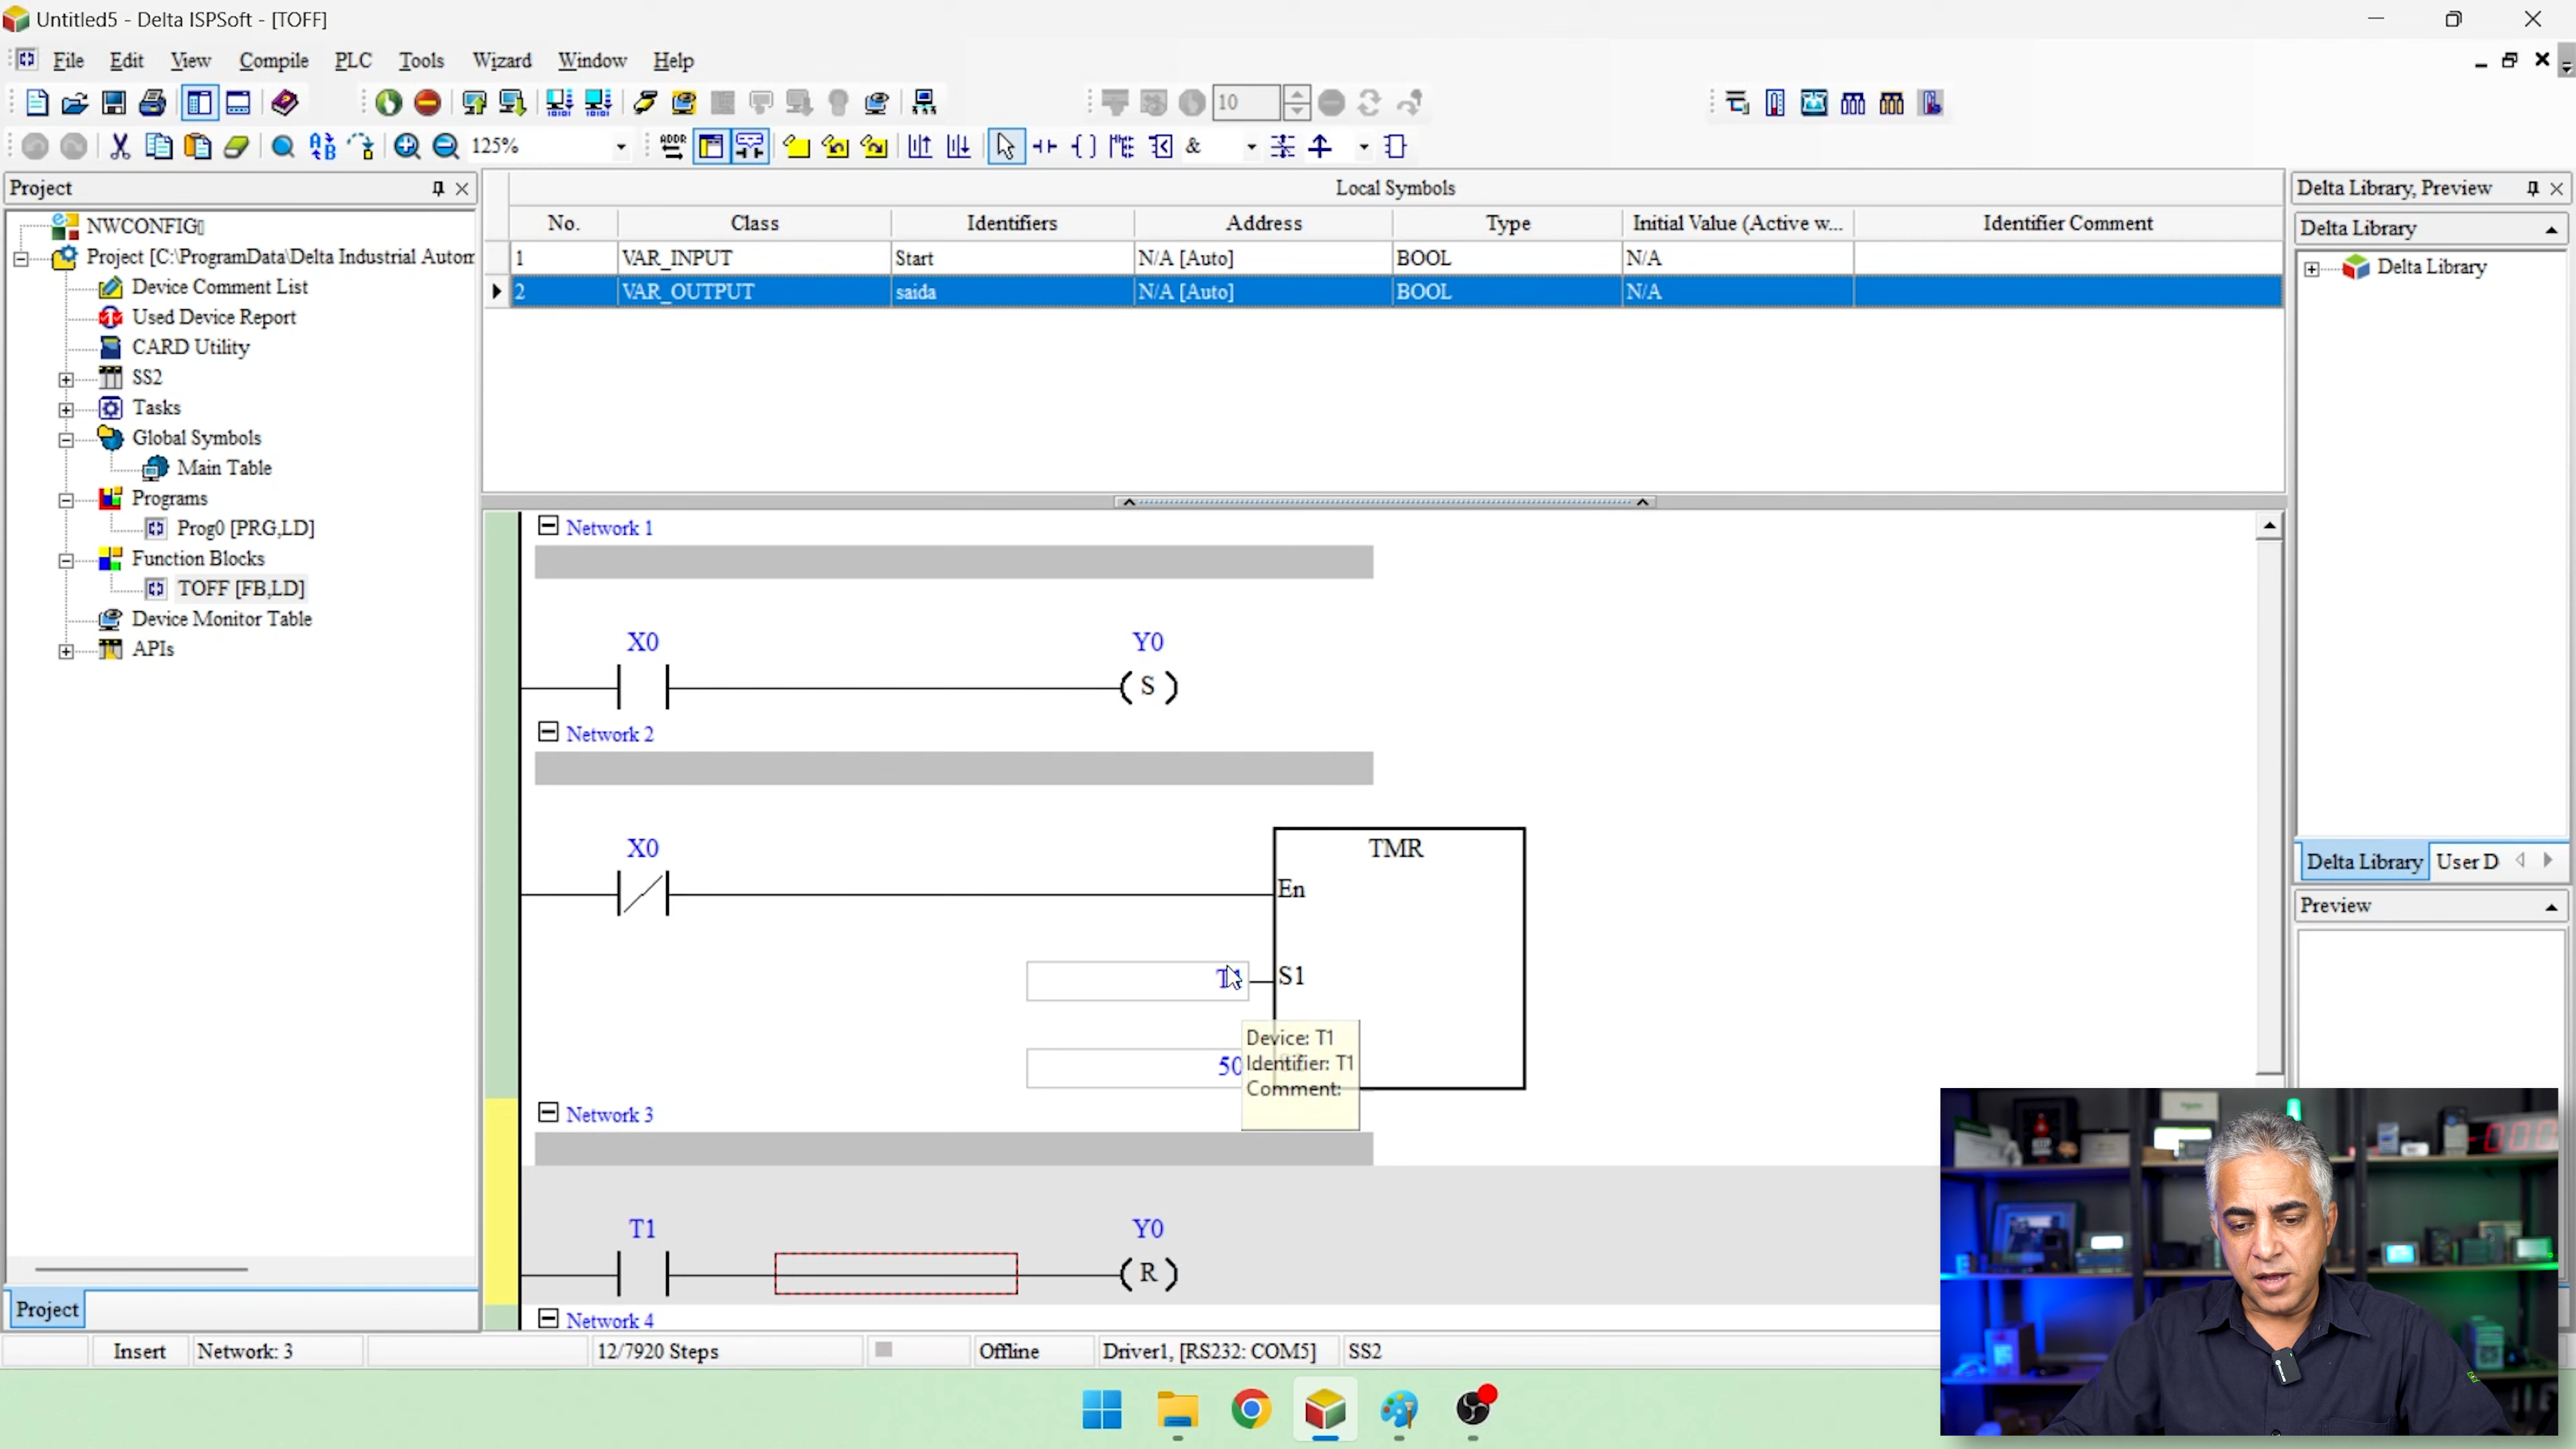 Untitled5 - Delta ISPSoft - [TOFF]
File Edit View Compile PLC Tools Wizard Window Help
10
125%
ADDR
&
Project
NWCONFIG
Project [C:\ProgramData\Delta Industrial Autom
Device Comment List
Used Device Report
CARD Utility
SS2
Tasks
Global Symbols
Main Table
Programs
Prog0 [PRG,LD]
Function Blocks
TOFF [FB,LD]
Device Monitor Table
APIs
Project
Local Symbols
No. Class Identifiers Address Type Initial Value (Active w... Identifier Comment
1 VAR_INPUT Start N/A [Auto] BOOL N/A
2 VAR_OUTPUT saida N/A [Auto] BOOL N/A
Network 1
X0 Y0
S
Network 2
X0 TMR
En
S1
50
Device: T1
Identifier: T1
Comment:
Network 3
T1 Y0
R
Network 4
Delta Library, Preview
Delta Library
Delta Library
Delta Library User D
Preview
Insert Network: 3 12/7920 Steps Offline Driver1, [RS232: COM5] SS2